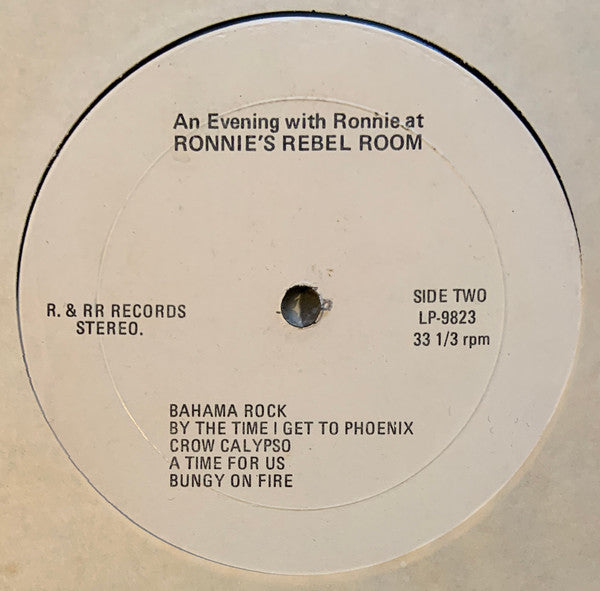 An Evening with Ronnie at
RONNIE'S REBEL ROOM
R. & RR RECORDS
STEREO.
SIDE TWO
LP-9823
33 1/3 rpm
BAHAMA ROCK
BY THE TIME I GET TO PHOENIX
CROW CALYPSO
A TIME FOR US
BUNGY ON FIRE